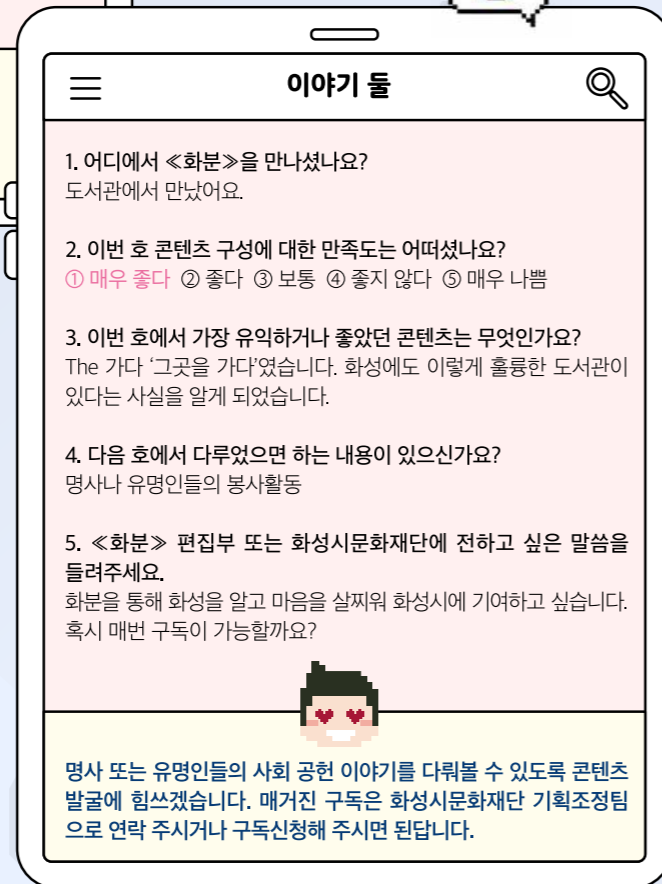 이야기 둘
1. 어디에서 ≪화분≫을 만나셨나요?
도서관에서 만났어요.
2. 이번 호 콘텐츠 구성에 대한 만족도는 어떠셨나요?
① 매우 좋다 ② 좋다 ③ 보통 ④ 좋지 않다 ⑤ 매우 나쁨
3. 이번 호에서 가장 유익하거나 좋았던 콘텐츠는 무엇인가요?
The 가다 ‘그곳을 가다’였습니다. 화성에도 이렇게 훌륭한 도서관이
있다는 사실을 알게 되었습니다.
4. 다음 호에서 다루었으면 하는 내용이 있으신가요?
명사나 유명인들의 봉사활동
5. ≪화분≫ 편집부 또는 화성시문화재단에 전하고 싶은 말씀을
들려주세요.
화분을 통해 화성을 알고 마음을 살찌워 화성시에 기여하고 싶습니다.
혹시 매번 구독이 가능할까요?
명사 또는 유명인들의 사회 공헌 이야기를 다뤄볼 수 있도록 콘텐츠
발굴에 힘쓰겠습니다. 매거진 구독은 화성시문화재단 기획조정팀
으로 연락 주시거나 구독신청해 주시면 된답니다.